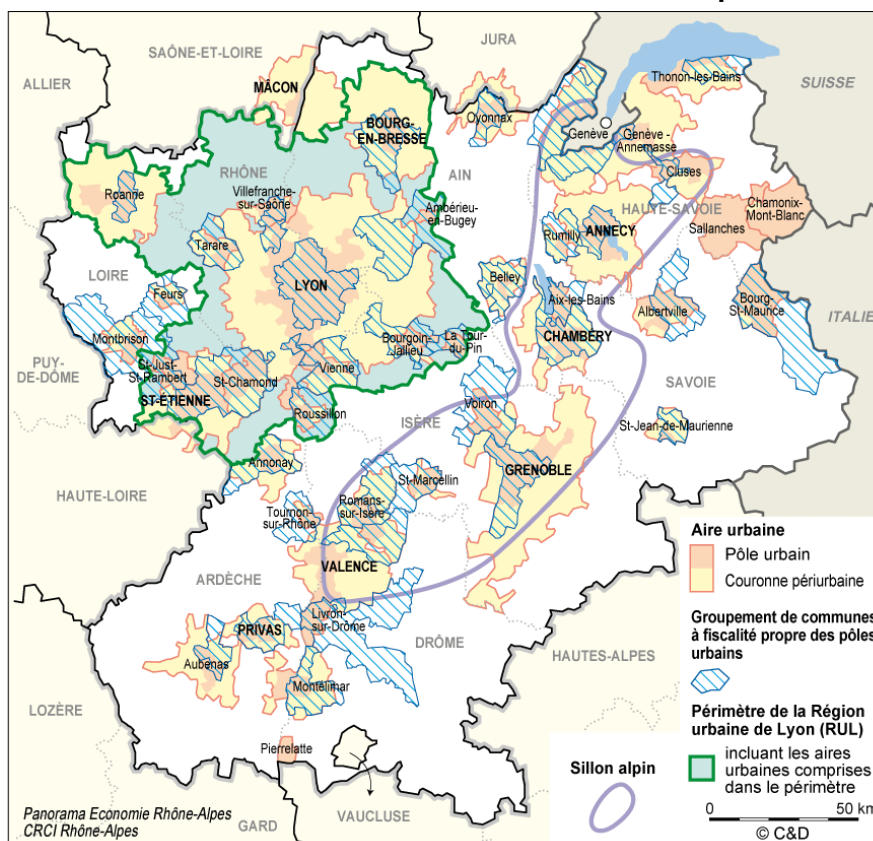 SAÔNE-ET-LOIRE
JURA
ALLIER
MÂCON
SUISSE
Thonon-les-Bains
Oyonnax
BOURG-
EN-BRESSE
Genève
Genève -
Annemasse
AIN
RHÔNE
Roanne
Villefranche-
sur-Saône
Cluses
HAUTE-SAVOIE
Chamonix-
Mont-Blanc
Sallanches
Ambérieu-
en-Bugey
Rumilly
ANNECY
Tarare
LOIRE
LYON
Belley
Feurs
Aix-les-Bains
Albertville
Bourg-
St-Maurice
ITALIE
Montbrison
Bourgoin-
Jallieu
La Tour-
du-Pin
CHAMBÉRY
PUY-
DE-DÔME
St-Just-
St-Rambert
St-Chamond
Vienne
SAVOIE
ST-ÉTIENNE
Roussillon
Voiron
ISÈRE
St-Jean-de-Maurienne
Annonay
GRENOBLE
St-Marcellin
HAUTE-LOIRE
Romans-
sur-Isère
Tournon-
sur-Rhône
VALENCE
ARDÈCHE
Livron-
sur-Drôme
PRIVAS
DRÔME
HAUTES-ALPES
Aubenas
Montélimar
LOZÈRE
Pierrelatte
VAUCLUSE
GARD
Aire urbaine
Pôle urbain
Couronne périurbaine
Groupement de communes
à fiscalité propre des pôles
urbains
Périmètre de la Région
urbaine de Lyon (RUL)
incluant les aires
urbaines comprises
dans le périmètre
Sillon alpin
0 50 km
© C&D
Panorama Economie Rhône-Alpes
CRCI Rhône-Alpes